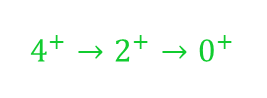 4⁺ → 2⁺ → 0⁺